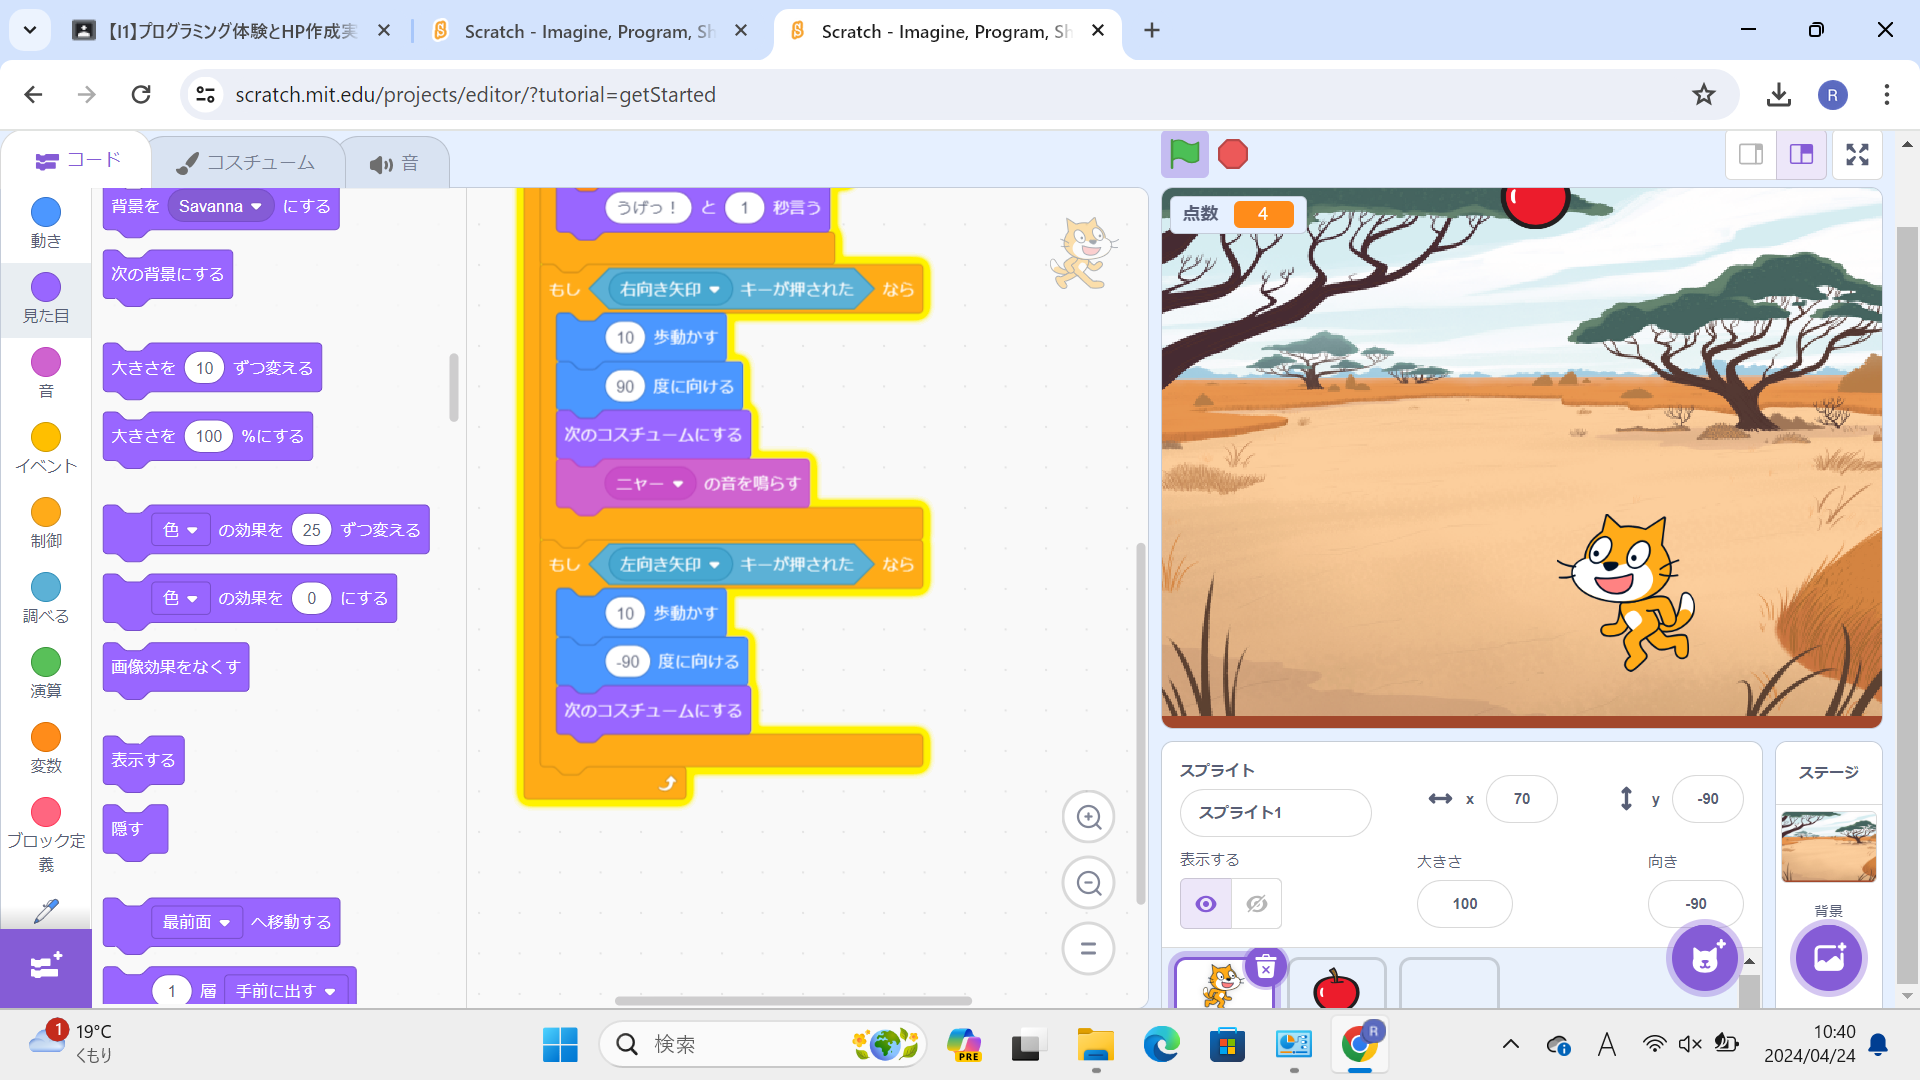 【I1】プログラミング体験とHP作成実
Scratch - Imagine, Program, Sh
Scratch - Imagine, Program, Sh
scratch.mit.edu/projects/editor/?tutorial=getStarted
R
コード
コスチューム
音
動き
見た目
音
イベント
制御
調べる
演算
変数
ブロック定
義
背景を Savanna にする
次の背景にする
大きさを 10 ずつ変える
大きさを 100 %にする
色 の効果を 25 ずつ変える
色 の効果を 0 にする
画像効果をなくす
表示する
隠す
最前面 へ移動する
1 層 手前に出す
うげっ! と 1 秒言う
もし 右向き矢印 キーが押された なら
10 歩動かす
90 度に向ける
次のコスチュームにする
ニャー の音を鳴らす
もし 左向き矢印 キーが押された なら
10 歩動かす
-90 度に向ける
次のコスチュームにする
点数 4
スプライト
スプライト1
x 70
y -90
表示する
大きさ
100
向き
-90
ステージ
背景
1
19°C
くもり
検索
PRE
R
A
10:40
2024/04/24